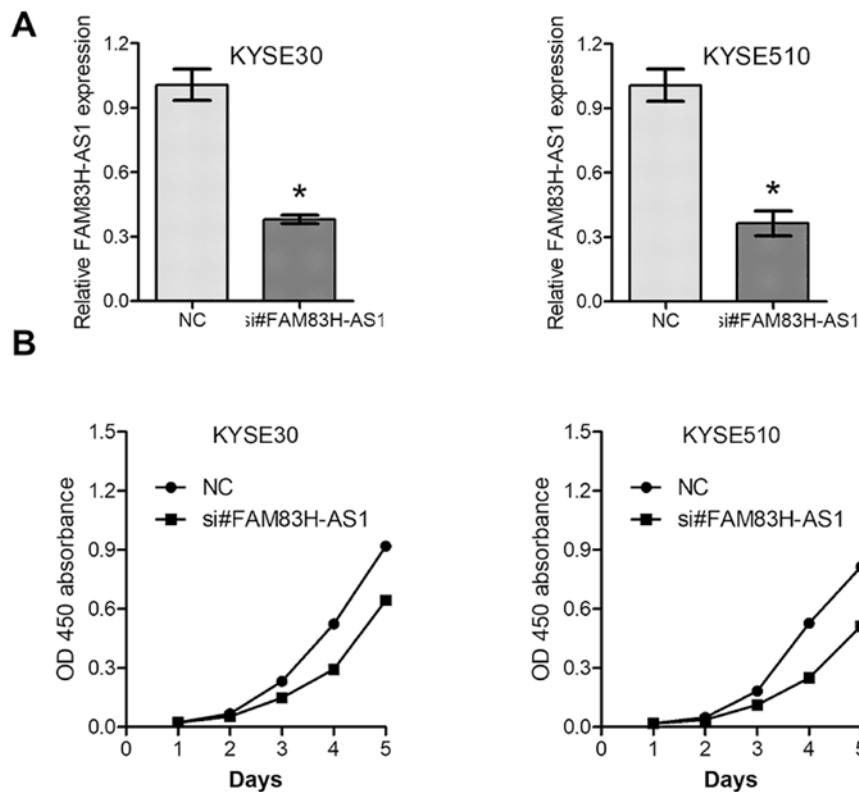 A
KYSE30
Relative FAM83H-AS1 expression
1.2
0.9
0.6
0.3
0.0
*
NC
si#FAM83H-AS1
KYSE510
Relative FAM83H-AS1 expression
1.2
0.9
0.6
0.3
0.0
*
NC
si#FAM83H-AS1
B
KYSE30
OD 450 absorbance
1.5
1.2
0.9
0.6
0.3
0.0
NC
si#FAM83H-AS1
0 1 2 3 4 5
Days
KYSE510
OD 450 absorbance
1.5
1.2
0.9
0.6
0.3
0.0
NC
si#FAM83H-AS1
0 1 2 3 4 5
Days